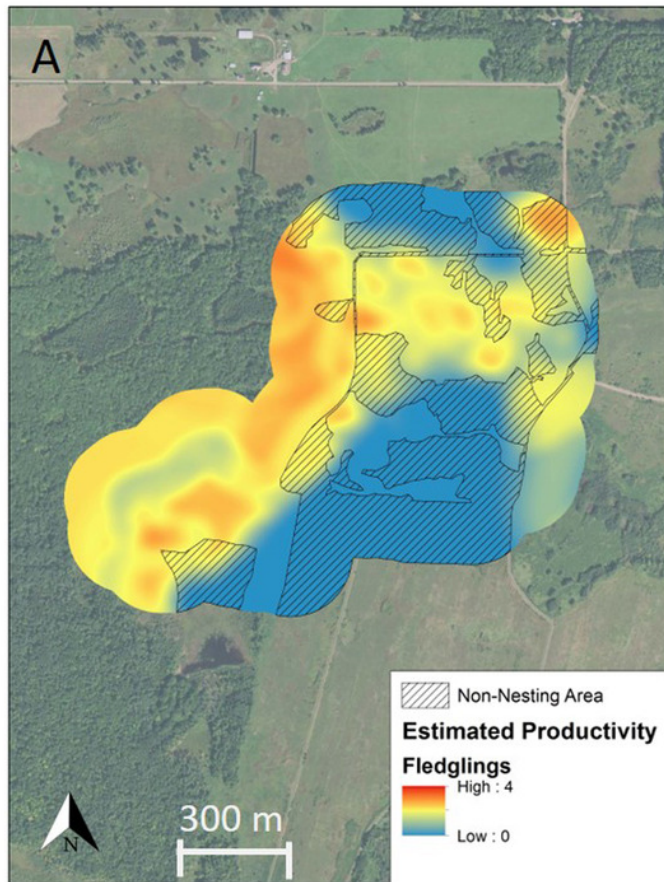 A
Non-Nesting Area
Estimated Productivity
Fledglings
High : 4
Low : 0
N
300 m